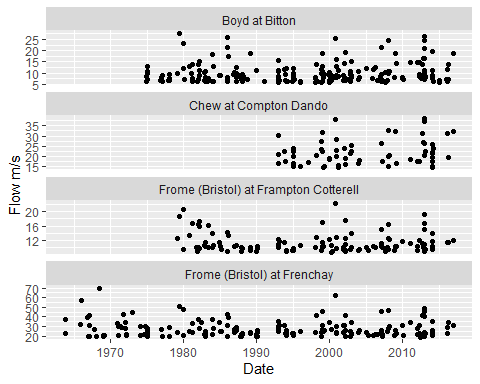 Boyd at Bitton
25
20
15
10
5
Chew at Compton Dando
35
30
25
20
15
Frome (Bristol) at Frampton Cotterell
20
16
12
Frome (Bristol) at Frenchay
70
60
50
40
30
20
1970 1980 1990 2000 2010
Date
Flow m/s